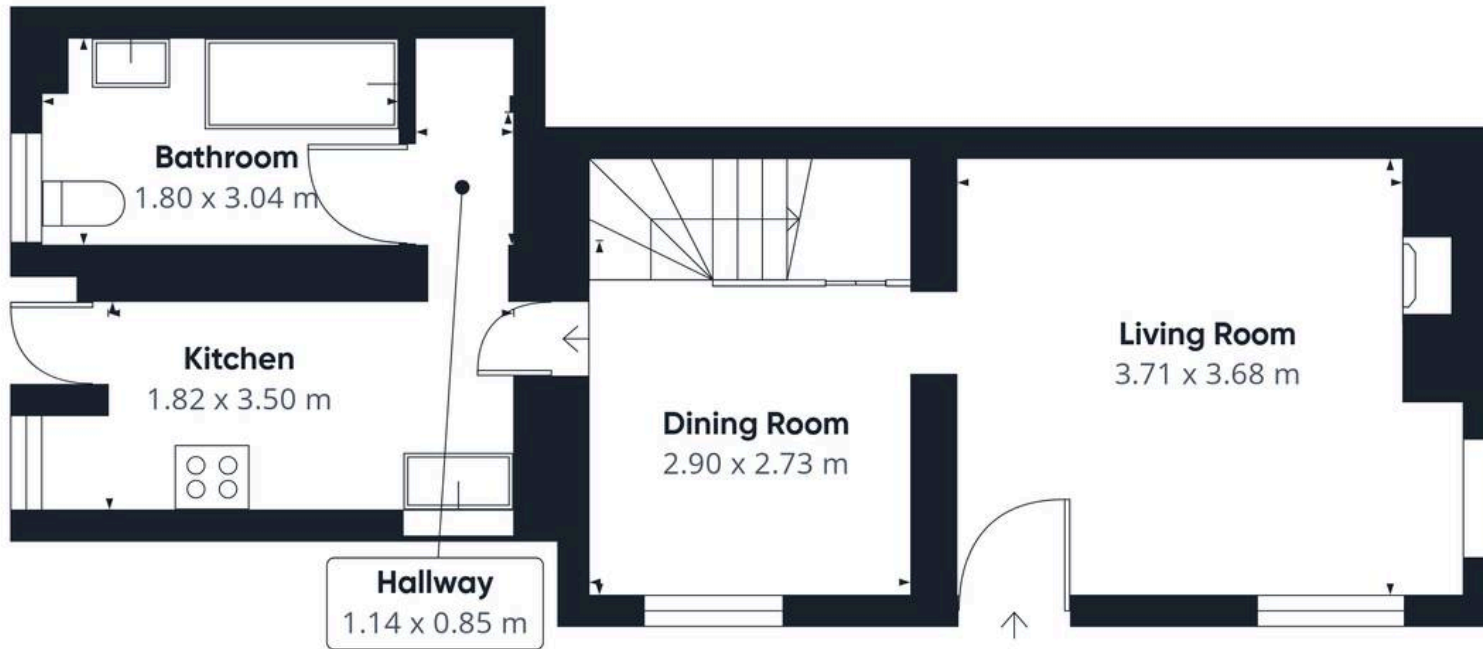 Bathroom
1.80 x 3.04 m
Kitchen
1.82 x 3.50 m
Hallway
1.14 x 0.85 m
Dining Room
2.90 x 2.73 m
Living Room
3.71 x 3.68 m